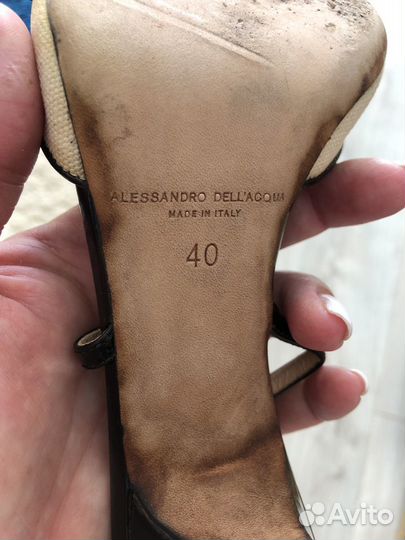 ALESSANDRO DELL'ACQUA
MADE IN ITALY
40
Avito